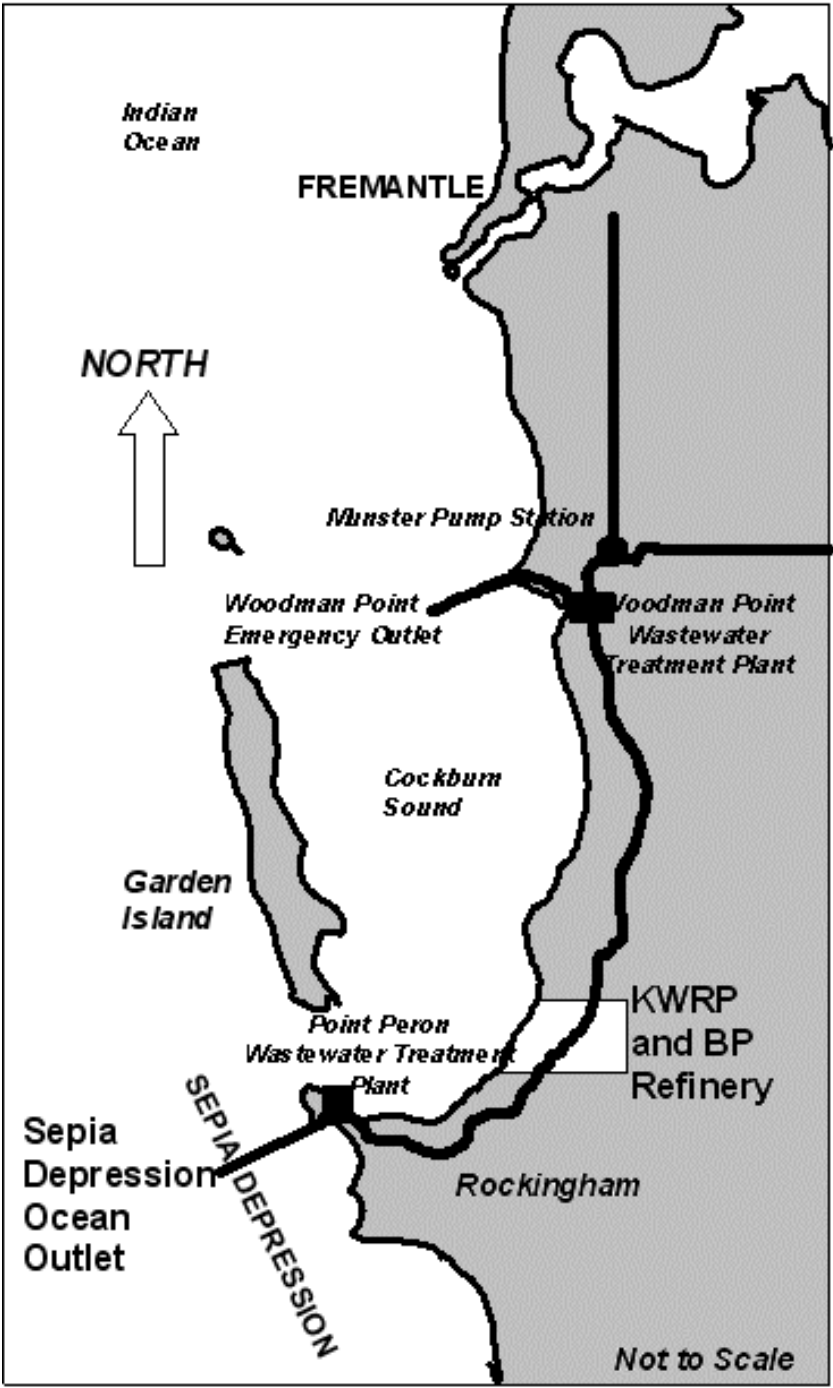 Indian
Ocean
FREMANTLE
NORTH
Munster Pump Station
Woodman Point
Emergency Outlet
Woodman Point
Wastewater
Treatment Plant
Cockburn
Sound
Garden
Island
KWRP
and BP
Refinery
Point Peron
Wastewater Treatment
Plant
SEPIA DEPRESSION
Sepia
Depression
Ocean
Outlet
Rockingham
Not to Scale